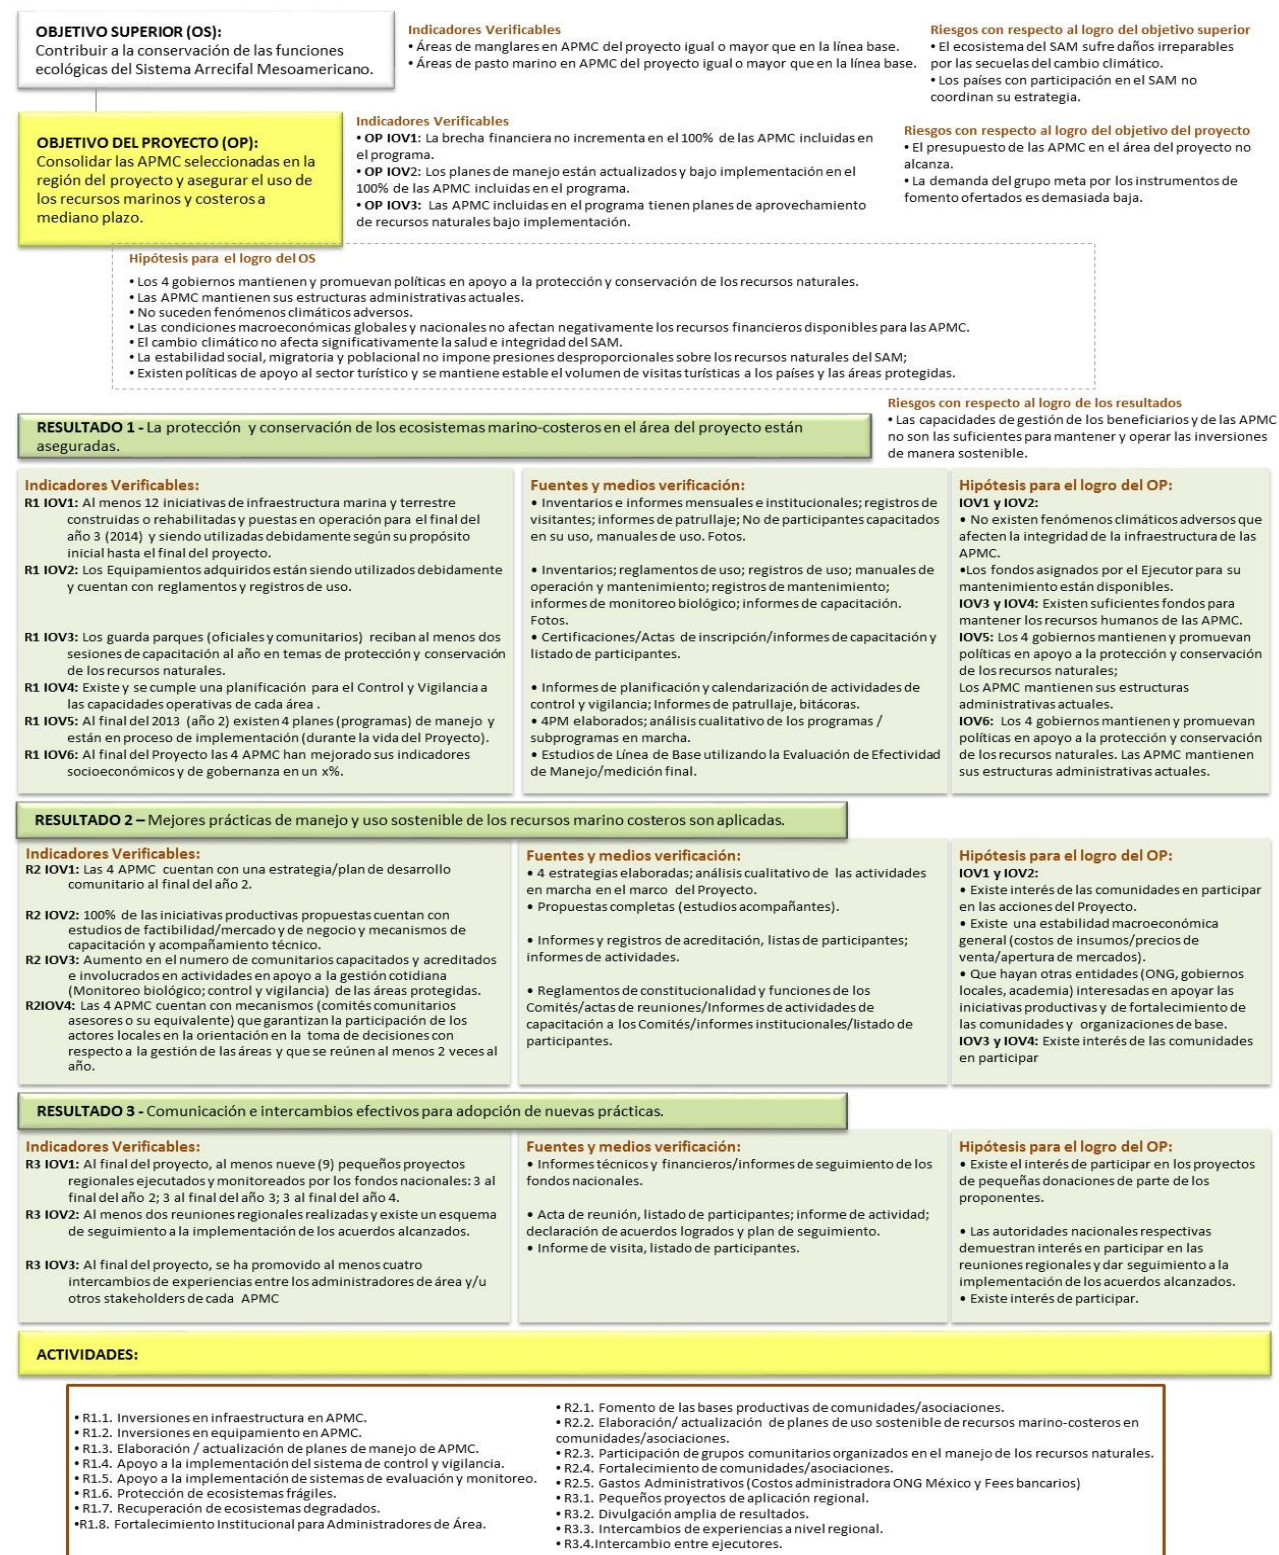 OBJETIVO SUPERIOR (OS):
Contribuir a la conservación de las funciones
ecológicas del Sistema Arrecifal Mesoamericano.
Indicadores Verificables
• Áreas de manglares en APMC del proyecto igual o mayor que en la línea base.
• Áreas de pasto marino en APMC del proyecto igual o mayor que en la línea base.
Riesgos con respecto al logro del objetivo superior
• El ecosistema del SAM sufre daños irreparables
por las secuelas del cambio climático.
• Los países con participación en el SAM no
coordinan su estrategia.
OBJETIVO DEL PROYECTO (OP):
Consolidar las APMC seleccionadas en la
región del proyecto y asegurar el uso de
los recursos marinos y costeros a
mediano plazo.
Indicadores Verificables
• OP IOV1: La brecha financiera no incrementa en el 100% de las APMC incluidas en
el programa.
• OP IOV2: Los planes de manejo están actualizados y bajo implementación en el
100% de las APMC incluidas en el programa.
• OP IOV3: Las APMC incluidas en el programa tienen planes de aprovechamiento
de recursos naturales bajo implementación.
Riesgos con respecto al logro del objetivo del proyecto
• El presupuesto de las APMC en el área del proyecto no
alcanza.
• La demanda del grupo meta por los instrumentos de
fomento ofertados es demasiada baja.
Hipótesis para el logro del OS
• Los 4 gobiernos mantienen y promuevan políticas en apoyo a la protección y conservación de los recursos naturales.
• Las APMC mantienen sus estructuras administrativas actuales.
• No suceden fenómenos climáticos adversos.
• Las condiciones macroeconómicas globales y nacionales no afectan negativamente los recursos financieros disponibles para las APMC.
• El cambio climático no afecta significativamente la salud e integridad del SAM.
• La estabilidad social, migratoria y poblacional no impone presiones desproporcionales sobre los recursos naturales del SAM;
• Existen políticas de apoyo al sector turístico y se mantiene estable el volumen de visitas turísticas a los países y las áreas protegidas.
RESULTADO 1 - La protección y conservación de los ecosistemas marino-costeros en el área del proyecto están
aseguradas.
Riesgos con respecto al logro de los resultados
• Las capacidades de gestión de los beneficiarios y de las APMC
no son las suficientes para mantener y operar las inversiones
de manera sostenible.
Indicadores Verificables:
R1 IOV1: Al menos 12 iniciativas de infraestructura marina y terrestre
construidas o rehabilitadas y puestas en operación para el final del
año 3 (2014) y siendo utilizadas debidamente según su propósito
inicial hasta el final del proyecto.
R1 IOV2: Los Equipamientos adquiridos están siendo utilizados debidamente
y cuentan con reglamentos y registros de uso.
R1 IOV3: Los guarda parques (oficiales y comunitarios) reciban al menos dos
sesiones de capacitación al año en temas de protección y conservación
de los recursos naturales.
R1 IOV4: Existe y se cumple una planificación para el Control y Vigilancia a
las capacidades operativas de cada área .
R1 IOV5: Al final del 2013 (año 2) existen 4 planes (programas) de manejo y
están en proceso de implementación (durante la vida del Proyecto).
R1 IOV6: Al final del Proyecto las 4 APMC han mejorado sus indicadores
socioeconómicos y de gobernanza en un x%.
Fuentes y medios verificación:
• Inventarios e informes mensuales e institucionales; registros de
visitantes; informes de patrullaje; No de participantes capacitados
en su uso, manuales de uso. Fotos.
• Inventarios; reglamentos de uso; registros de uso; manuales de
operación y mantenimiento; registros de mantenimiento;
informes de monitoreo biológico; informes de capacitación.
Fotos.
• Certificaciones/Actas de inscripción/informes de capacitación y
listado de participantes.
• Informes de planificación y calendarización de actividades de
control y vigilancia; Informes de patrullaje, bitácoras.
• 4PM elaborados; análisis cualitativo de los programas /
subprogramas en marcha.
• Estudios de Línea de Base utilizando la Evaluación de Efectividad
de Manejo/medición final.
Hipótesis para el logro del OP:
IOV1 y IOV2:
• No existen fenómenos climáticos adversos que
afecten la integridad de la infraestructura de las
APMC.
•Los fondos asignados por el Ejecutor para su
mantenimiento están disponibles.
IOV3 y IOV4: Existen suficientes fondos para
mantener los recursos humanos de las APMC.
IOV5: Los 4 gobiernos mantienen y promuevan
políticas en apoyo a la protección y conservación
de los recursos naturales;
Los APMC mantienen sus estructuras
administrativas actuales.
IOV6: Los 4 gobiernos mantienen y promuevan
políticas en apoyo a la protección y conservación
de los recursos naturales. Las APMC mantienen
sus estructuras administrativas actuales.
RESULTADO 2 – Mejores prácticas de manejo y uso sostenible de los recursos marino costeros son aplicadas.
Indicadores Verificables:
R2 IOV1: Las 4 APMC cuentan con una estrategia/plan de desarrollo
comunitario al final del año 2.
R2 IOV2: 100% de las iniciativas productivas propuestas cuentan con
estudios de factibilidad/mercado y de negocio y mecanismos de
capacitación y acompañamiento técnico.
R2 IOV3: Aumento en el numero de comunitarios capacitados y acreditados
e involucrados en actividades en apoyo a la gestión cotidiana
(Monitoreo biológico; control y vigilancia) de las áreas protegidas.
R2IOV4: Las 4 APMC cuentan con mecanismos (comités comunitarios
asesores o su equivalente) que garantizan la participación de los
actores locales en la orientación en la toma de decisiones con
respecto a la gestión de las áreas y que se reúnen al menos 2 veces al
año.
Fuentes y medios verificación:
• 4 estrategias elaboradas; análisis cualitativo de las actividades
en marcha en el marco del Proyecto.
• Propuestas completas (estudios acompañantes).
• Informes y registros de acreditación, listas de participantes;
informes de actividades.
• Reglamentos de constitucionalidad y funciones de los
Comités/actas de reuniones/Informes de actividades de
capacitación a los Comités/informes institucionales/listado de
participantes.
Hipótesis para el logro del OP:
IOV1 y IOV2:
• Existe interés de las comunidades en participar
en las acciones del Proyecto.
• Existe una estabilidad macroeconómica
general (costos de insumos/precios de
venta/apertura de mercados).
• Que hayan otras entidades (ONG, gobiernos
locales, academia) interesadas en apoyar las
iniciativas productivas y de fortalecimiento de
las comunidades y organizaciones de base.
IOV3 y IOV4: Existe interés de las comunidades
en participar
RESULTADO 3 - Comunicación e intercambios efectivos para adopción de nuevas prácticas.
Indicadores Verificables:
R3 IOV1: Al final del proyecto, al menos nueve (9) pequeños proyectos
regionales ejecutados y monitoreados por los fondos nacionales: 3 al
final del año 2; 3 al final del año 3; 3 al final del año 4.
R3 IOV2: Al menos dos reuniones regionales realizadas y existe un esquema
de seguimiento a la implementación de los acuerdos alcanzados.
R3 IOV3: Al final del proyecto, se ha promovido al menos cuatro
intercambios de experiencias entre los administradores de área y/u
otros stakeholders de cada APMC
Fuentes y medios verificación:
• Informes técnicos y financieros/informes de seguimiento de los
fondos nacionales.
• Acta de reunión, listado de participantes; informe de actividad;
declaración de acuerdos logrados y plan de seguimiento.
• Informe de visita, listado de participantes.
Hipótesis para el logro del OP:
• Existe el interés de participar en los proyectos
de pequeñas donaciones de parte de los
proponentes.
• Las autoridades nacionales respectivas
demuestran interés en participar en las
reuniones regionales y dar seguimiento a la
implementación de los acuerdos alcanzados.
• Existe interés de participar.
ACTIVIDADES:
• R1.1. Inversiones en infraestructura en APMC.
• R1.2. Inversiones en equipamiento en APMC.
• R1.3. Elaboración / actualización de planes de manejo de APMC.
• R1.4. Apoyo a la implementación del sistema de control y vigilancia.
• R1.5. Apoyo a la implementación de sistemas de evaluación y monitoreo.
• R1.6. Protección de ecosistemas frágiles.
• R1.7. Recuperación de ecosistemas degradados.
•R1.8. Fortalecimiento Institucional para Administradores de Área.
• R2.1. Fomento de las bases productivas de comunidades/asociaciones.
• R2.2. Elaboración/ actualización de planes de uso sostenible de recursos marino-costeros en
comunidades/asociaciones.
• R2.3. Participación de grupos comunitarios organizados en el manejo de los recursos naturales.
• R2.4. Fortalecimiento de comunidades/asociaciones.
• R2.5. Gastos Administrativos (Costos administradora ONG México y Fees bancarios)
• R3.1. Pequeños proyectos de aplicación regional.
• R3.2. Divulgación amplia de resultados.
• R3.3. Intercambios de experiencias a nivel regional.
• R3.4.Intercambio entre ejecutores.